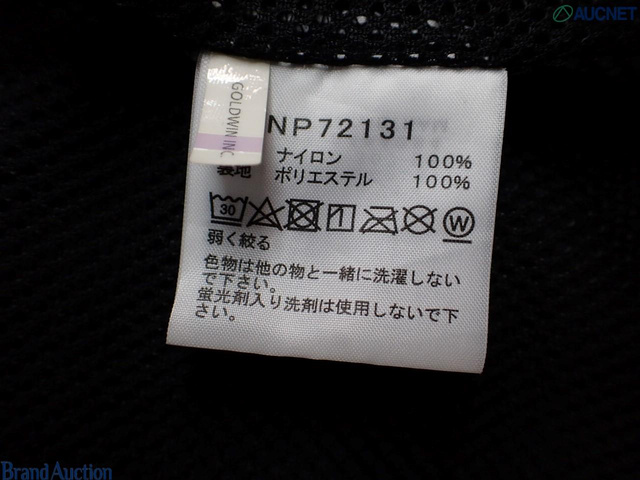 AUCNET
GOLDWIN INC
NP72131
ナイロン 100%
裏地 ポリエステル 100%
30 W
弱く絞る
色物は他の物と一緒に洗濯しない
で下さい。
蛍光剤入り洗剤は使用しないで下
さい。
Brand Auction